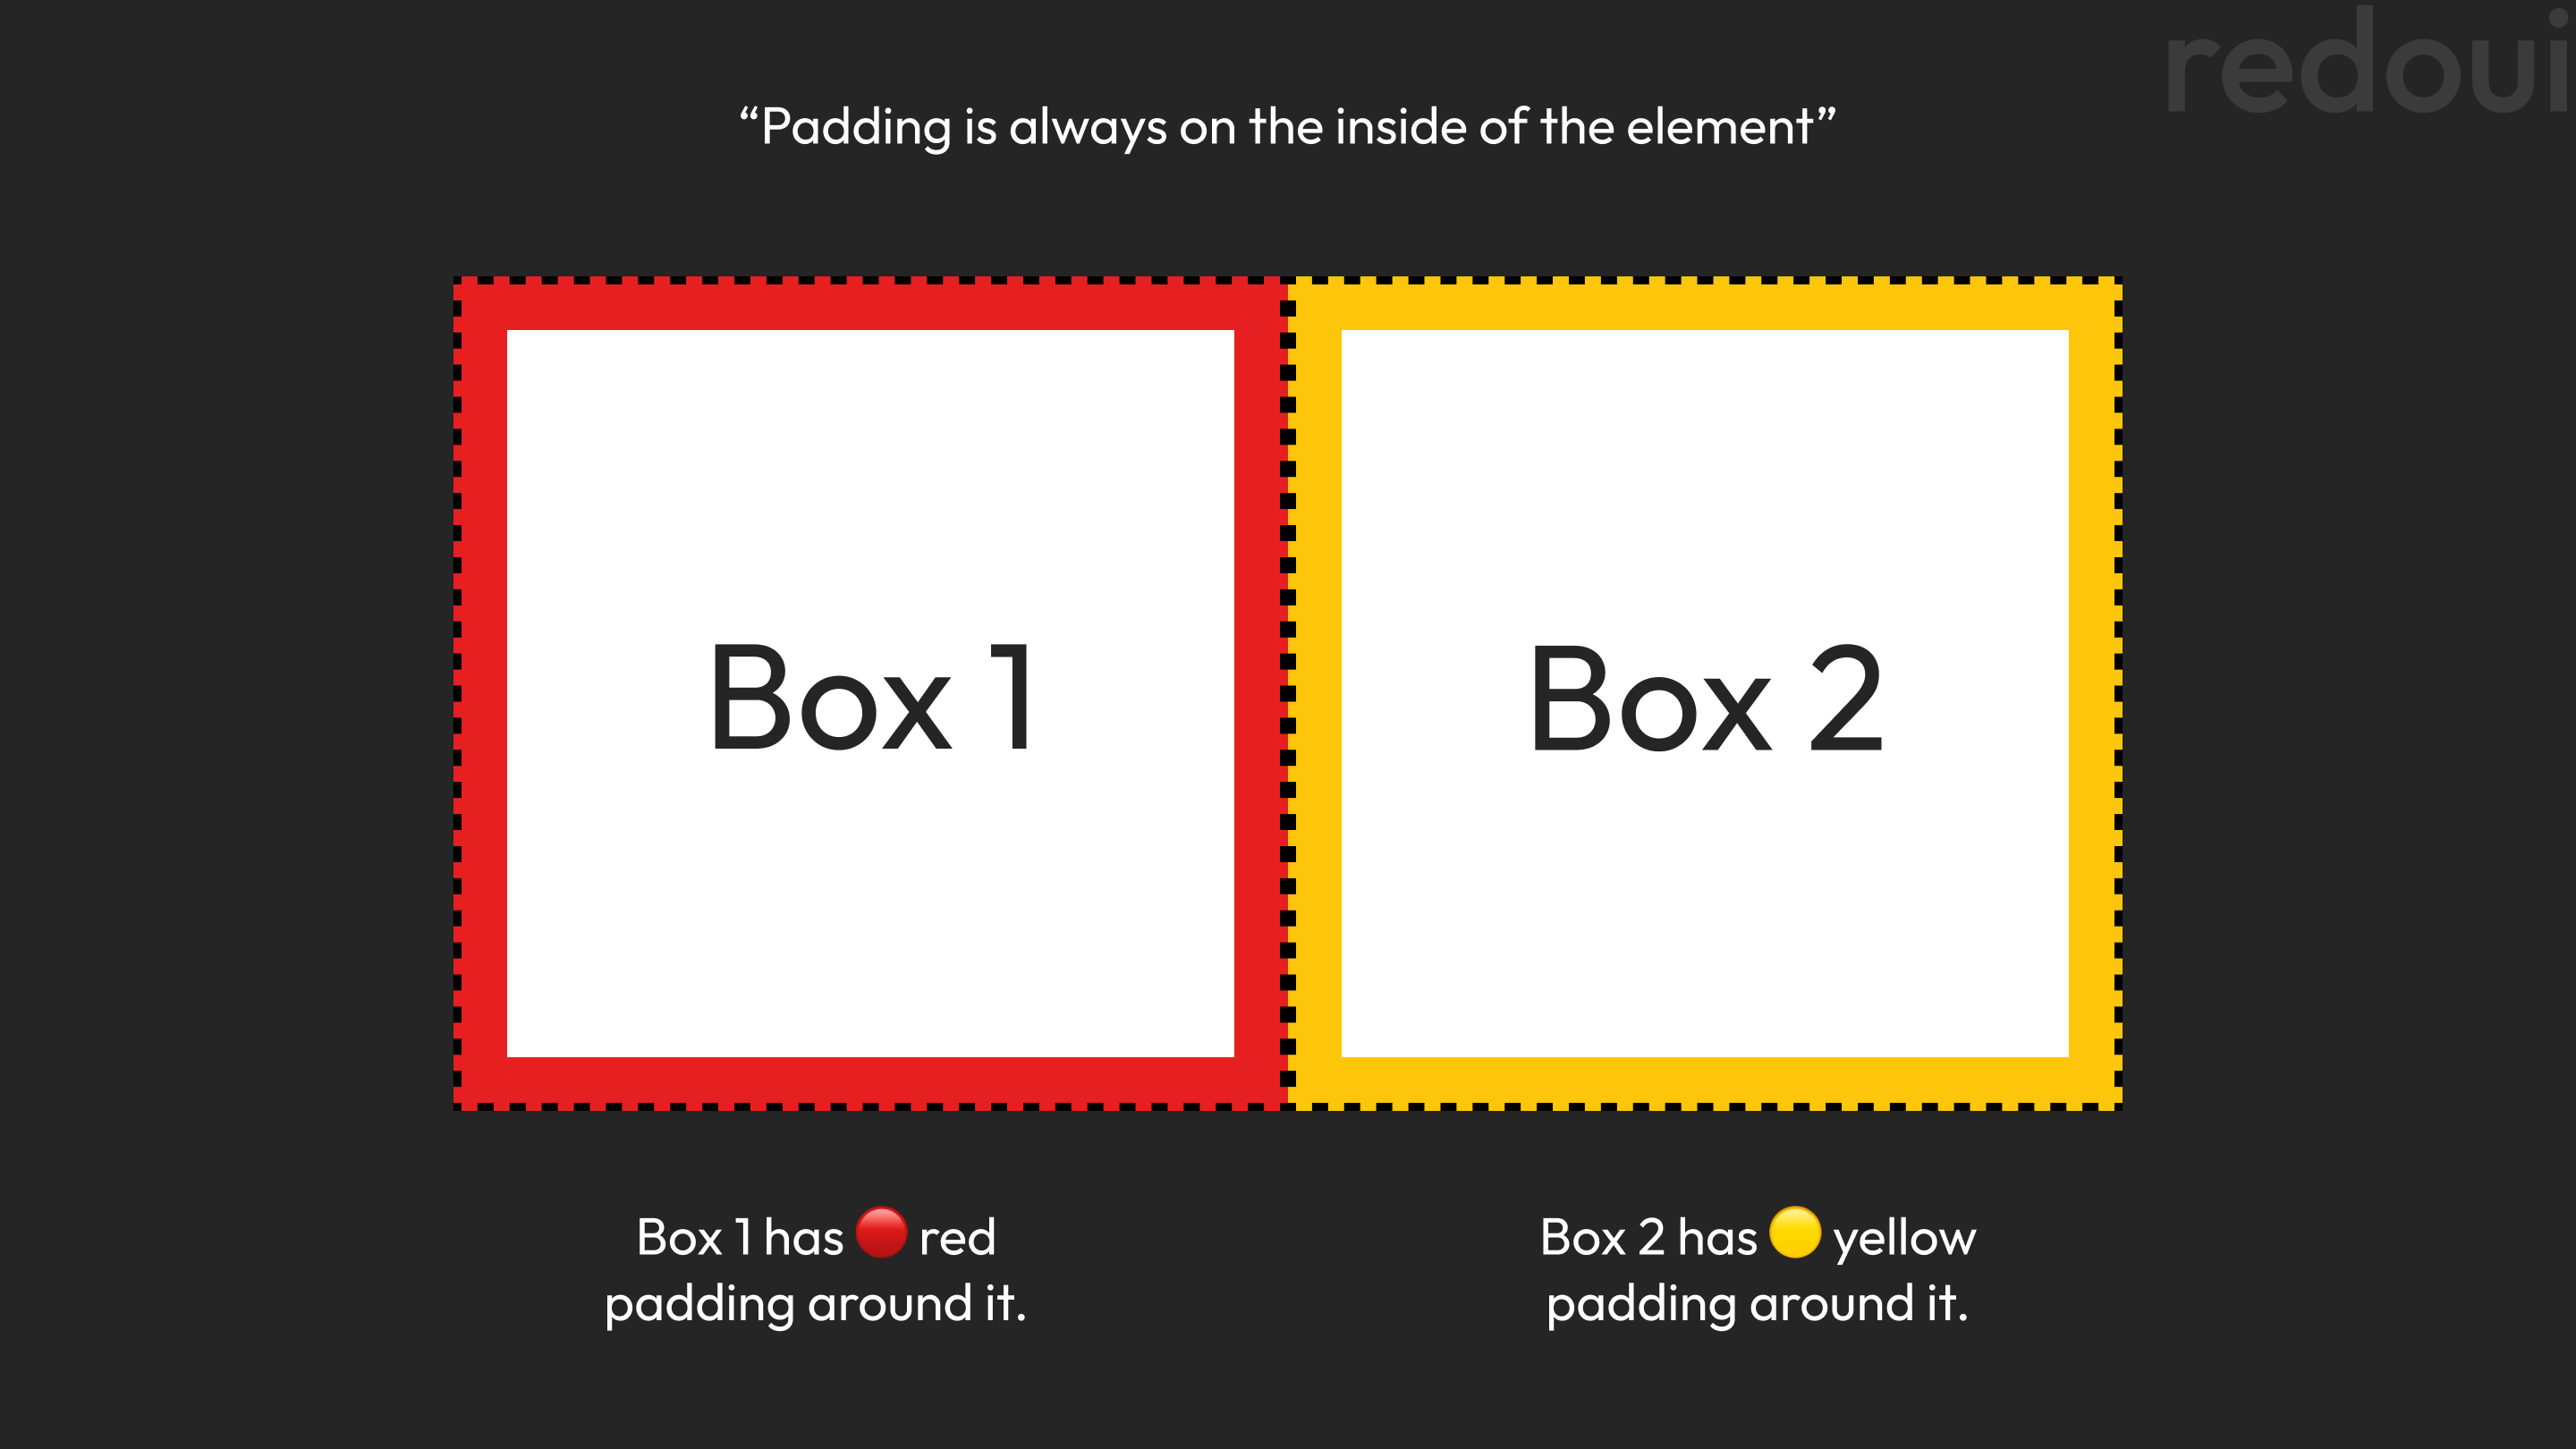 redoui
“Padding is always on the inside of the element”
Box 1
Box 2
Box 1 has 🔴 red
padding around it.
Box 2 has 🟡 yellow
padding around it.